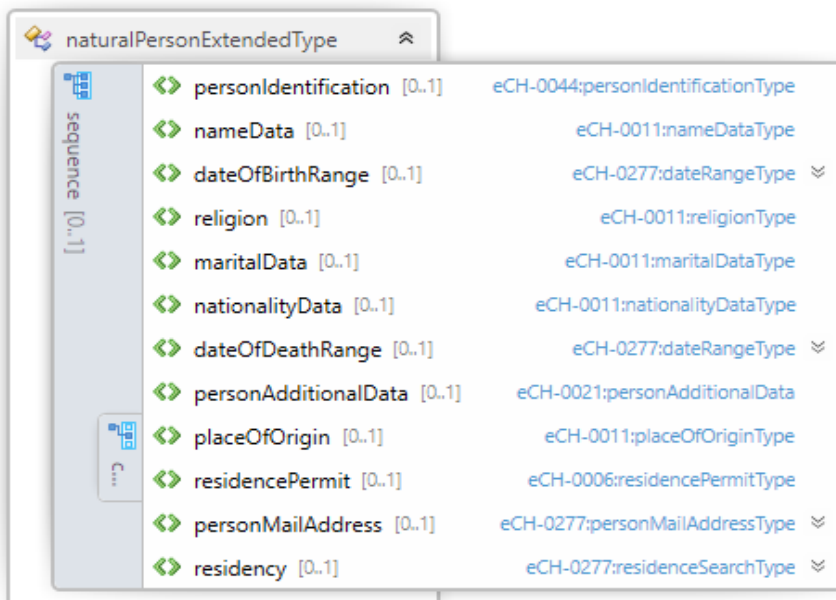 naturalPersonExtendedType
sequence [0..1]
personIdentification [0..1] eCH-0044:personIdentificationType
nameData [0..1] eCH-0011:nameDataType
dateOfBirthRange [0..1] eCH-0277:dateRangeType
religion [0..1] eCH-0011:religionType
maritalData [0..1] eCH-0011:maritalDataType
nationalityData [0..1] eCH-0011:nationalityDataType
dateOfDeathRange [0..1] eCH-0277:dateRangeType
personAdditionalData [0..1] eCH-0021:personAdditionalData
C...
placeOfOrigin [0..1] eCH-0011:placeOfOriginType
residencePermit [0..1] eCH-0006:residencePermitType
personMailAddress [0..1] eCH-0277:personMailAddressType
residency [0..1] eCH-0277:residenceSearchType